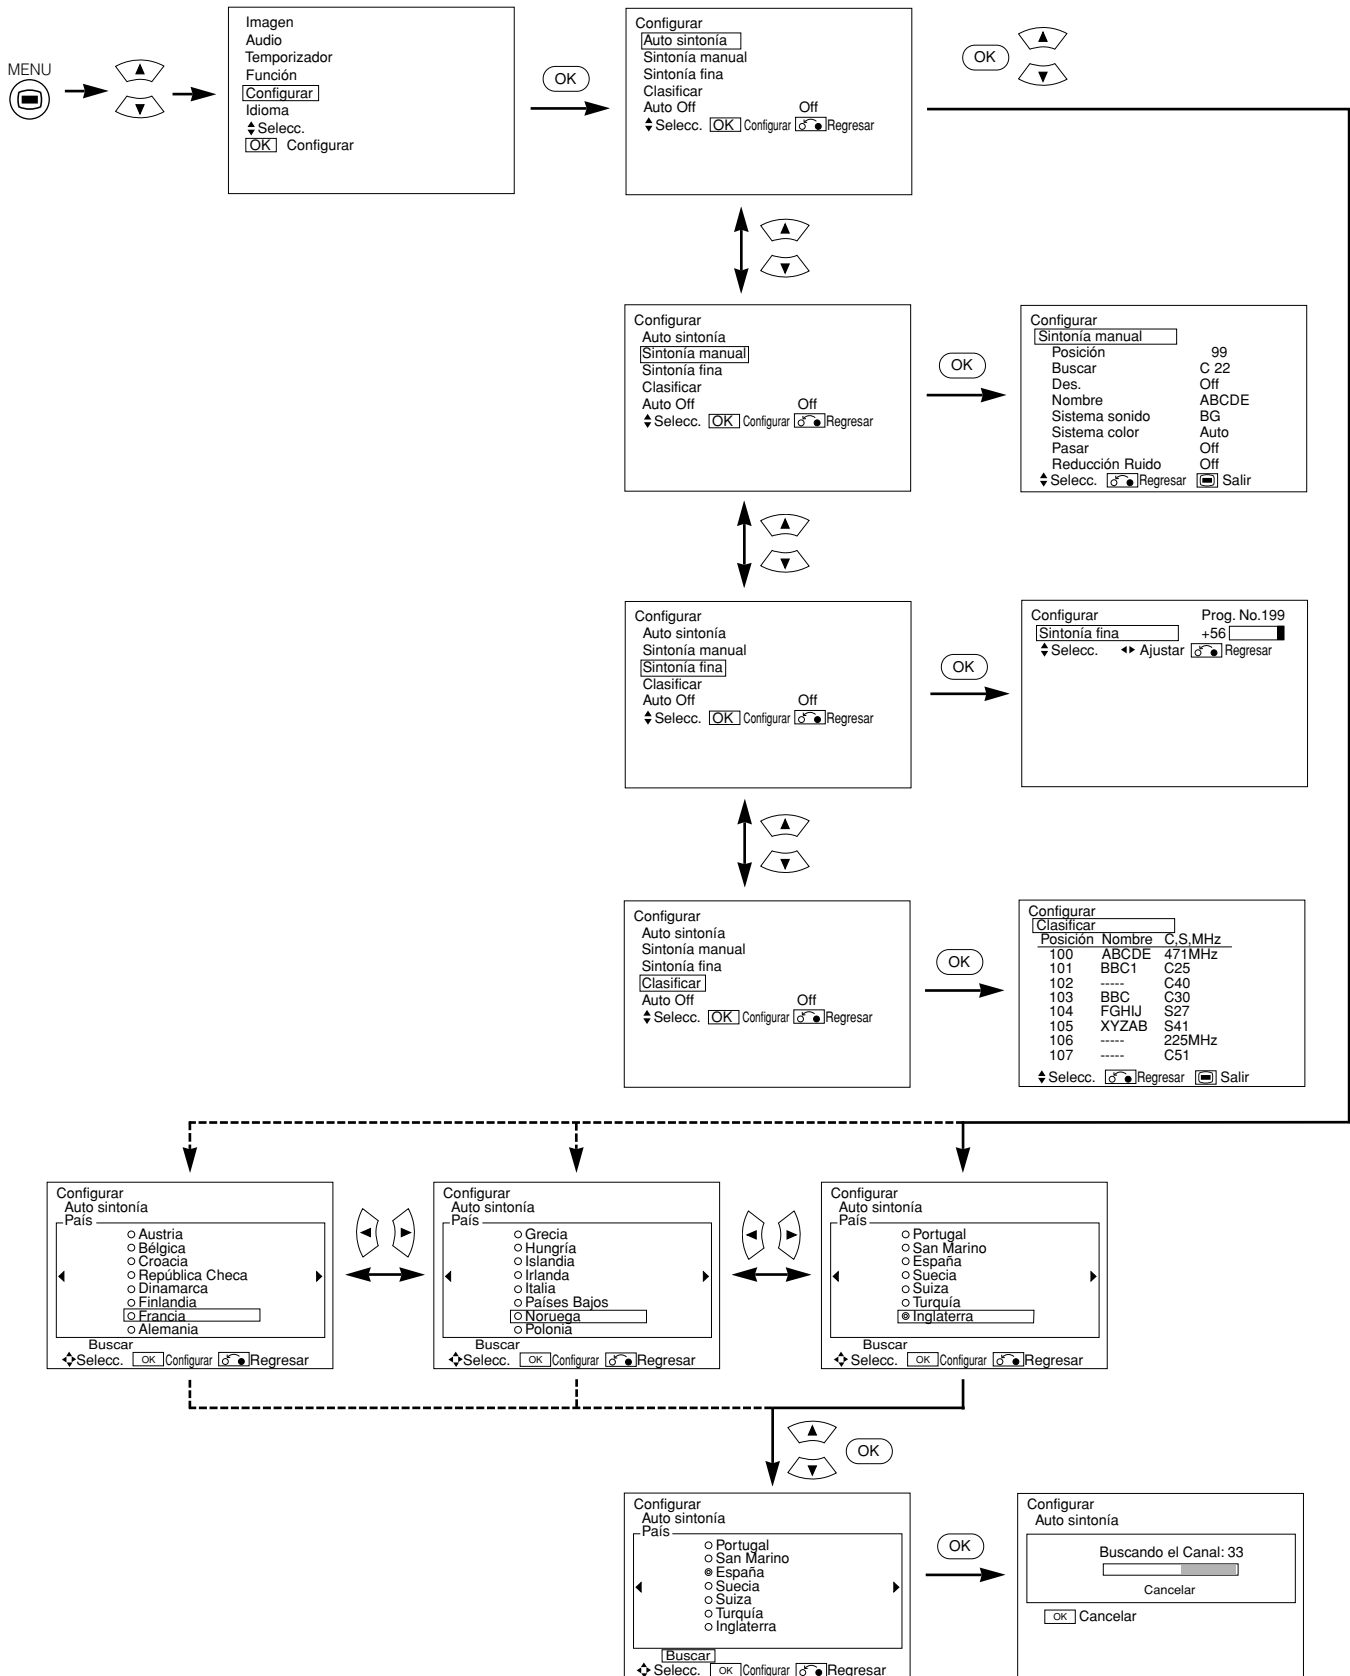 MENU
Imagen
Audio
Temporizador
Función
Configurar
Idioma
Selecc.
OK Configurar
OK
Configurar
Auto sintonía
Sintonía manual
Sintonía fina
Clasificar
Auto Off Off
Selecc. OK Configurar Regresar
OK
Configurar
Auto sintonía
Sintonía manual
Sintonía fina
Clasificar
Auto Off Off
Selecc. OK Configurar Regresar
OK
Configurar
Sintonía manual
Posición 99
Buscar C 22
Des. Off
Nombre ABCDE
Sistema sonido BG
Sistema color Auto
Pasar Off
Reducción Ruido Off
Selecc. Regresar Salir
Configurar
Auto sintonía
Sintonía manual
Sintonía fina
Clasificar
Auto Off Off
Selecc. OK Configurar Regresar
OK
Configurar Prog. No.199
Sintonía fina +56
Selecc. Ajustar Regresar
Configurar
Auto sintonía
Sintonía manual
Sintonía fina
Clasificar
Auto Off Off
Selecc. OK Configurar Regresar
OK
Configurar
Clasificar
Posición Nombre C,S,MHz
100 ABCDE 471MHz
101 BBC1 C25
102 ----- C40
103 BBC C30
104 FGHIJ S27
105 XYZAB S41
106 ----- 225MHz
107 ----- C51
Selecc. Regresar Salir
Configurar
Auto sintonía
País
Austria
Bélgica
Croacia
República Checa
Dinamarca
Finlandia
Francia
Alemania
Buscar
Selecc. OK Configurar Regresar
Configurar
Auto sintonía
País
Grecia
Hungría
Islandia
Irlanda
Italia
Países Bajos
Noruega
Polonia
Buscar
Selecc. OK Configurar Regresar
Configurar
Auto sintonía
País
Portugal
San Marino
España
Suecia
Suiza
Turquía
Inglaterra
Buscar
Selecc. OK Configurar Regresar
OK
Configurar
Auto sintonía
País
Portugal
San Marino
España
Suecia
Suiza
Turquía
Inglaterra
Buscar
Selecc. OK Configurar Regresar
OK
Configurar
Auto sintonía
Buscando el Canal: 33
Cancelar
OK Cancelar